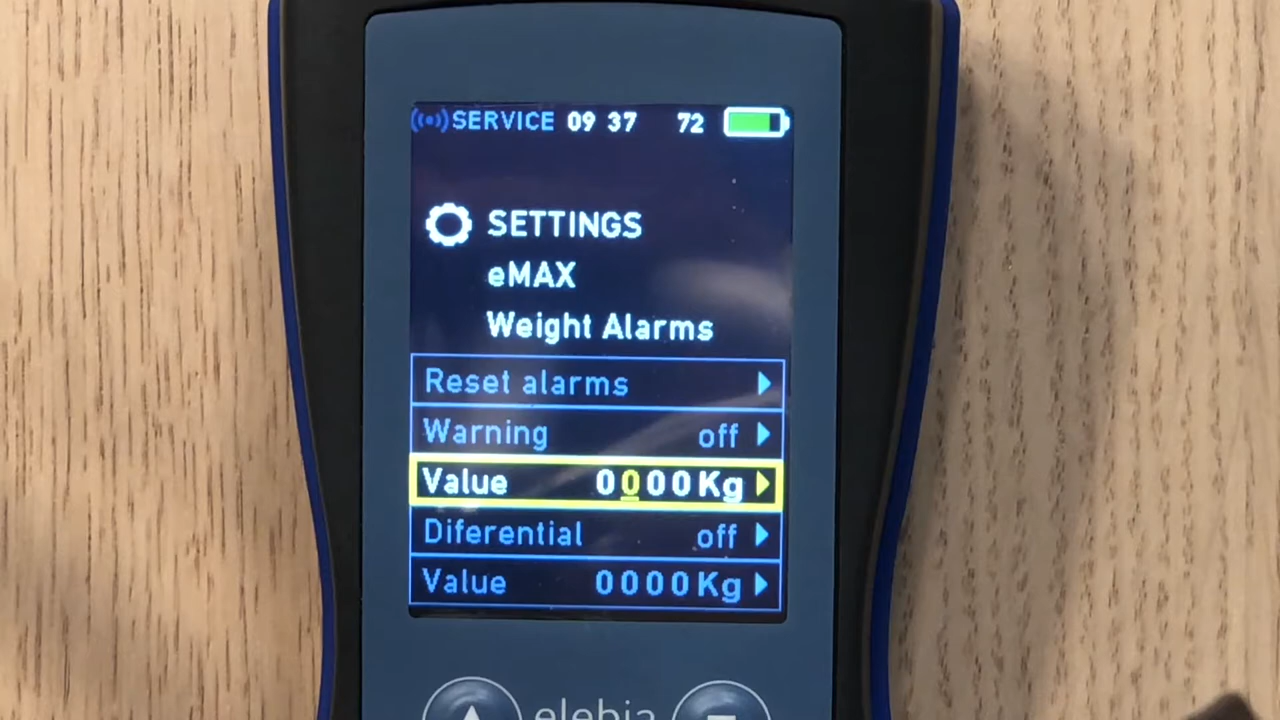 SERVICE 09 37 72
SETTINGS
eMAX
Weight Alarms
Reset alarms
Warning off
Value 0000Kg
Diferential off
Value 0000Kg
elebia